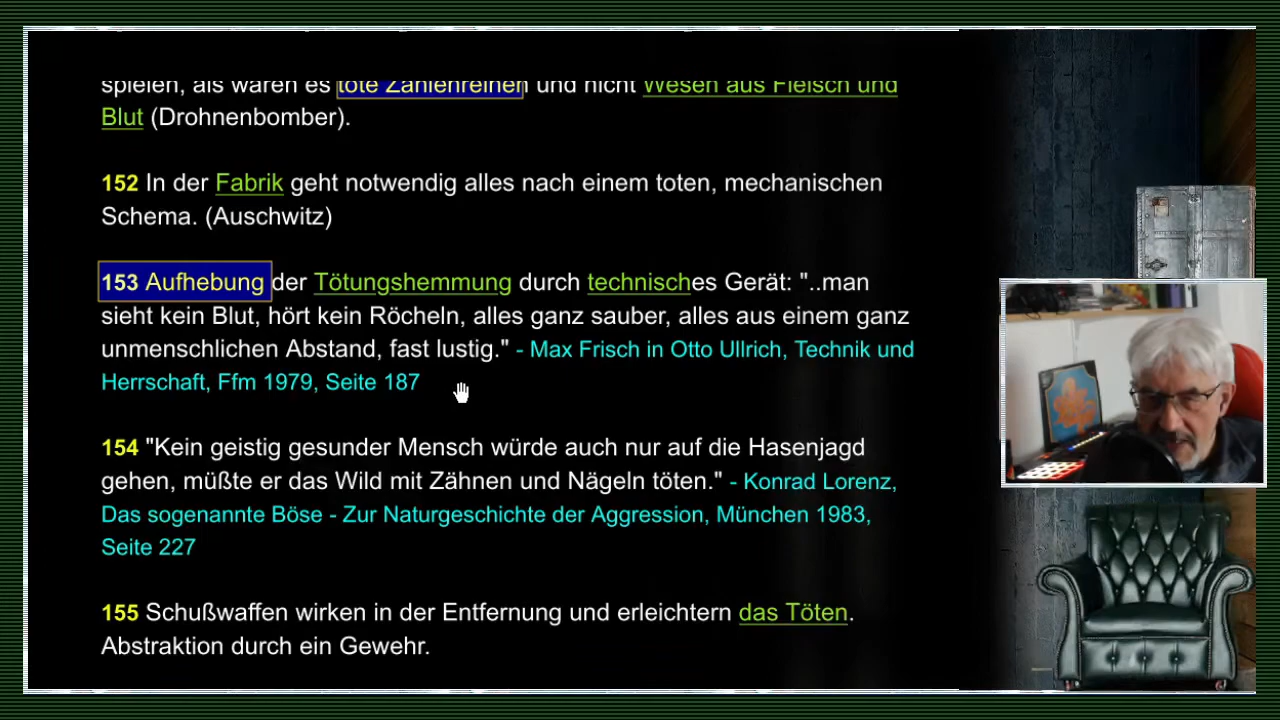 spielen, als wären es tote Zahlenreihen und nicht Wesen aus Fleisch und
Blut (Drohnenbomber).
152 In der Fabrik geht notwendig alles nach einem toten, mechanischen
Schema. (Auschwitz)
153 Aufhebung der Tötungshemmung durch technisches Gerät: "..man
sieht kein Blut, hört kein Röcheln, alles ganz sauber, alles aus einem ganz
unmenschlichen Abstand, fast lustig." - Max Frisch in Otto Ullrich, Technik und
Herrschaft, Ffm 1979, Seite 187
154 "Kein geistig gesunder Mensch würde auch nur auf die Hasenjagd
gehen, müßte er das Wild mit Zähnen und Nägeln töten." - Konrad Lorenz,
Das sogenannte Böse - Zur Naturgeschichte der Aggression, München 1983,
Seite 227
155 Schußwaffen wirken in der Entfernung und erleichtern das Töten.
Abstraktion durch ein Gewehr.